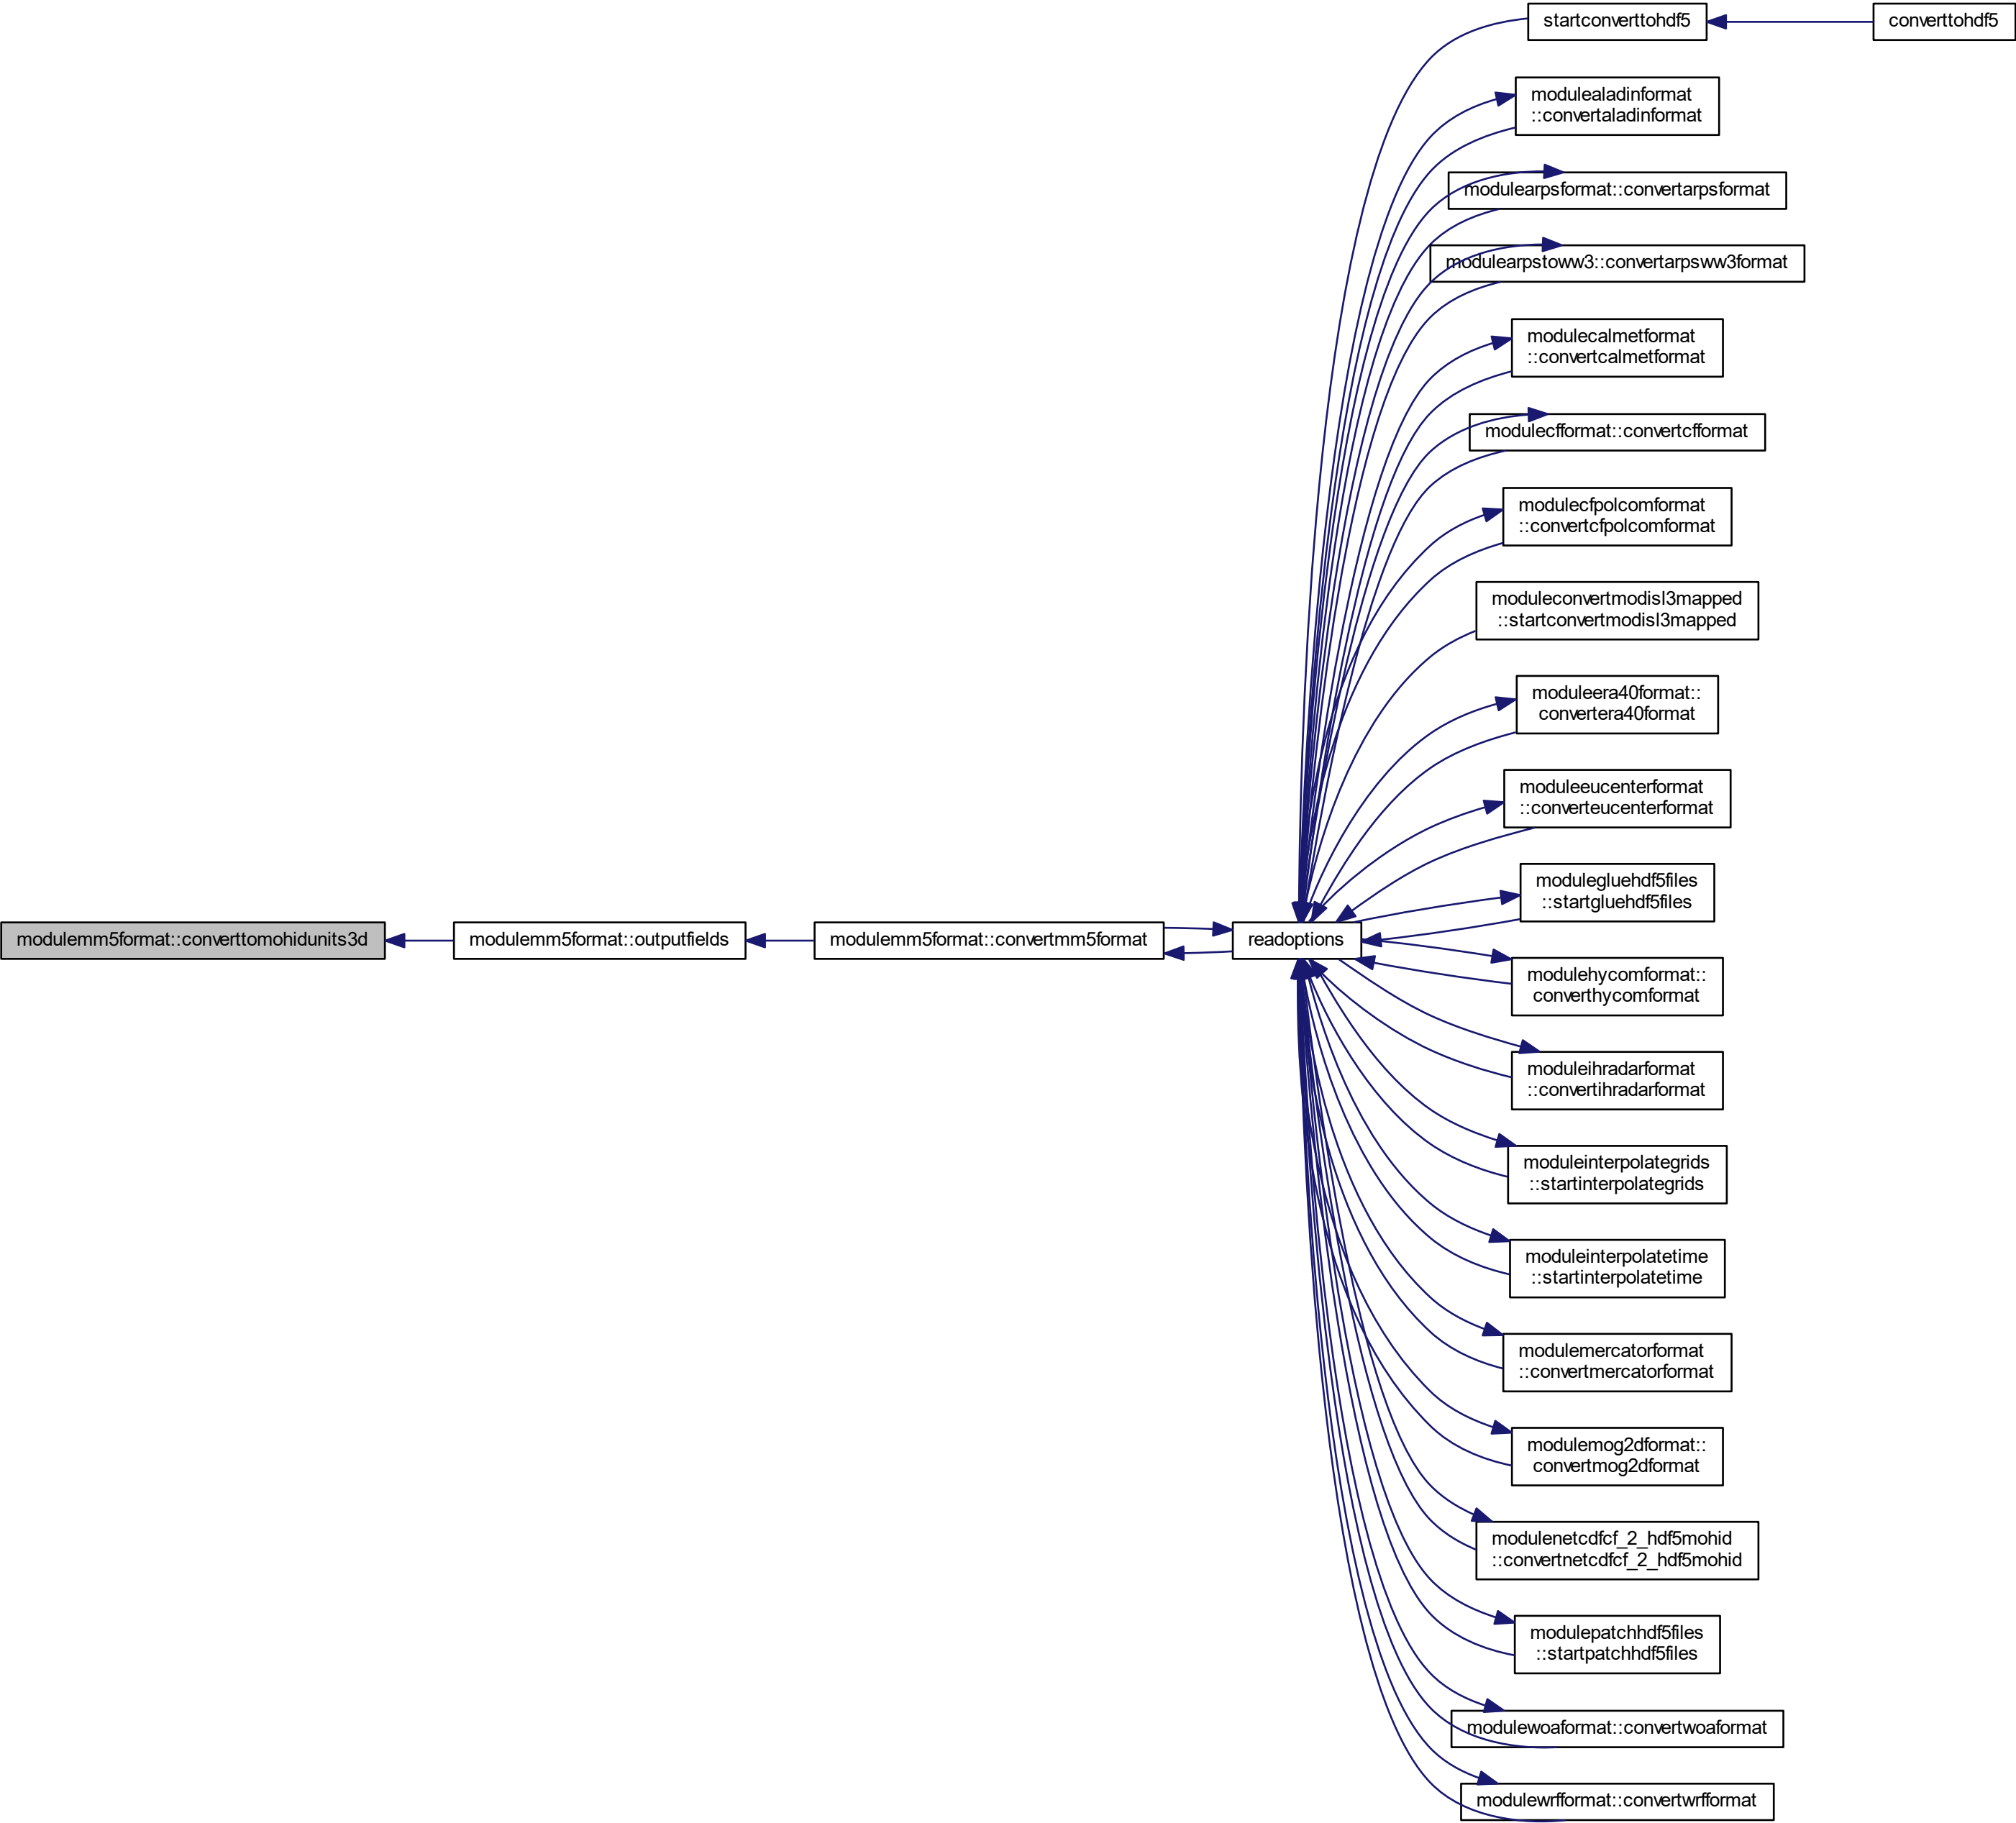 startconverttohdf5
converttohdf5
modulealadinformat
::convertaladinformat
modulearpsformat::convertarpsformat
modulearpstoww3::convertarpsww3format
modulecalmetformat
::convertcalmetformat
modulecfformat::convertcfformat
modulecfpolcomformat
::convertcfpolcomformat
moduleconvertmodisl3mapped
::startconvertmodisl3mapped
moduleera40format::
convertera40format
moduleeucenterformat
::converteucenterformat
modulegluehdf5files
::startgluehdf5files
modulemm5format::converttomohidunits3d
modulemm5format::outputfields
modulemm5format::convertmm5format
readoptions
modulehycomformat::
converthycomformat
moduleihradarformat
::convertihradarformat
moduleinterpolategrids
::startinterpolategrids
moduleinterpolatetime
::startinterpolatetime
modulemercatorformat
::convertmercatorformat
modulemog2dformat::
convertmog2dformat
modulenetcdfcf_2_hdf5mohid
::convertnetcdfcf_2_hdf5mohid
modulepatchhdf5files
::startpatchhdf5files
modulewoaformat::convertwoaformat
modulewrfformat::convertwrfformat